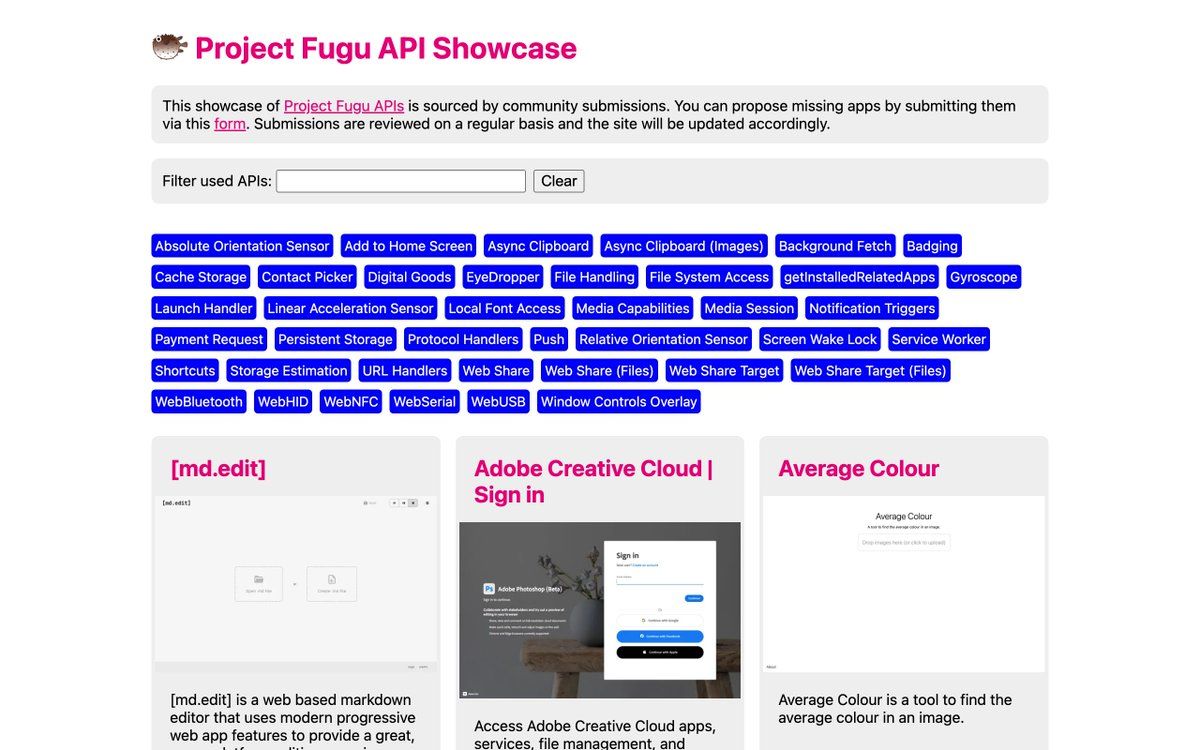 Project Fugu API Showcase
This showcase of Project Fugu APIs is sourced by community submissions. You can propose missing apps by submitting them
via this form. Submissions are reviewed on a regular basis and the site will be updated accordingly.
Filter used APIs: Clear
Absolute Orientation Sensor Add to Home Screen Async Clipboard Async Clipboard (Images) Background Fetch Badging
Cache Storage Contact Picker Digital Goods EyeDropper File Handling File System Access getInstalledRelatedApps Gyroscope
Launch Handler Linear Acceleration Sensor Local Font Access Media Capabilities Media Session Notification Triggers
Payment Request Persistent Storage Protocol Handlers Push Relative Orientation Sensor Screen Wake Lock Service Worker
Shortcuts Storage Estimation URL Handlers Web Share Web Share (Files) Web Share Target Web Share Target (Files)
WebBluetooth WebHID WebNFC WebSerial WebUSB Window Controls Overlay
[md.edit]
[md.edit]
[md.edit] is a web based markdown
editor that uses modern progressive
web app features to provide a great,
Adobe Creative Cloud |
Sign in
Sign in
Ps Adobe Photoshop (Beta)
Sign in to continue.
Continue with Google
Continue with Facebook
Continue with Apple
Access Adobe Creative Cloud apps,
services, file management, and
Average Colour
Average Colour
A tool to find the average colour in an image.
Drop images here (or click to upload)
About
Average Colour is a tool to find the
average colour in an image.